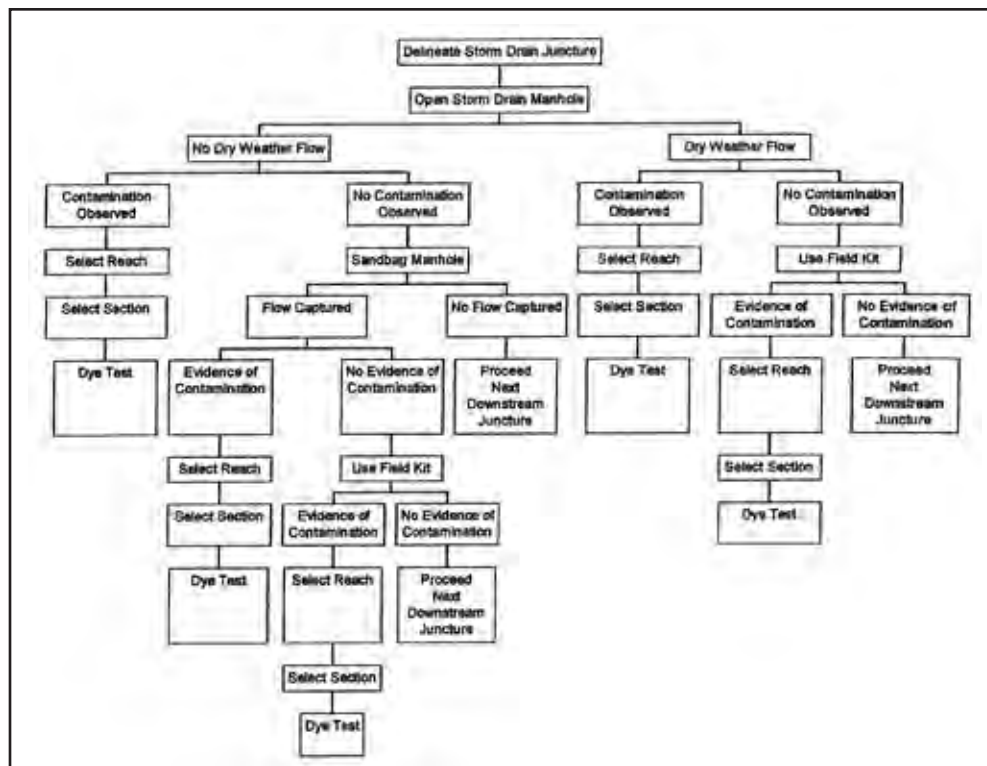 Delineate Storm Drain Juncture
Open Storm Drain Manhole
No Dry Weather Flow
Dry Weather Flow
Contamination
Observed
No Contamination
Observed
Contamination
Observed
No Contamination
Observed
Select Reach
Sandbag Manhole
Select Reach
Use Field Kit
Select Section
Flow Captured
No Flow Captured
Select Section
Evidence of
Contamination
No Evidence of
Contamination
Dye Test
Evidence of
Contamination
No Evidence of
Contamination
Proceed
Next
Downstream
Juncture
Dye Test
Select Reach
Proceed
Next
Downstream
Juncture
Select Reach
Use Field Kit
Select Section
Select Section
Evidence of
Contamination
No Evidence of
Contamination
Dye Test
Dye Test
Select Reach
Proceed
Next
Downstream
Juncture
Select Section
Dye Test